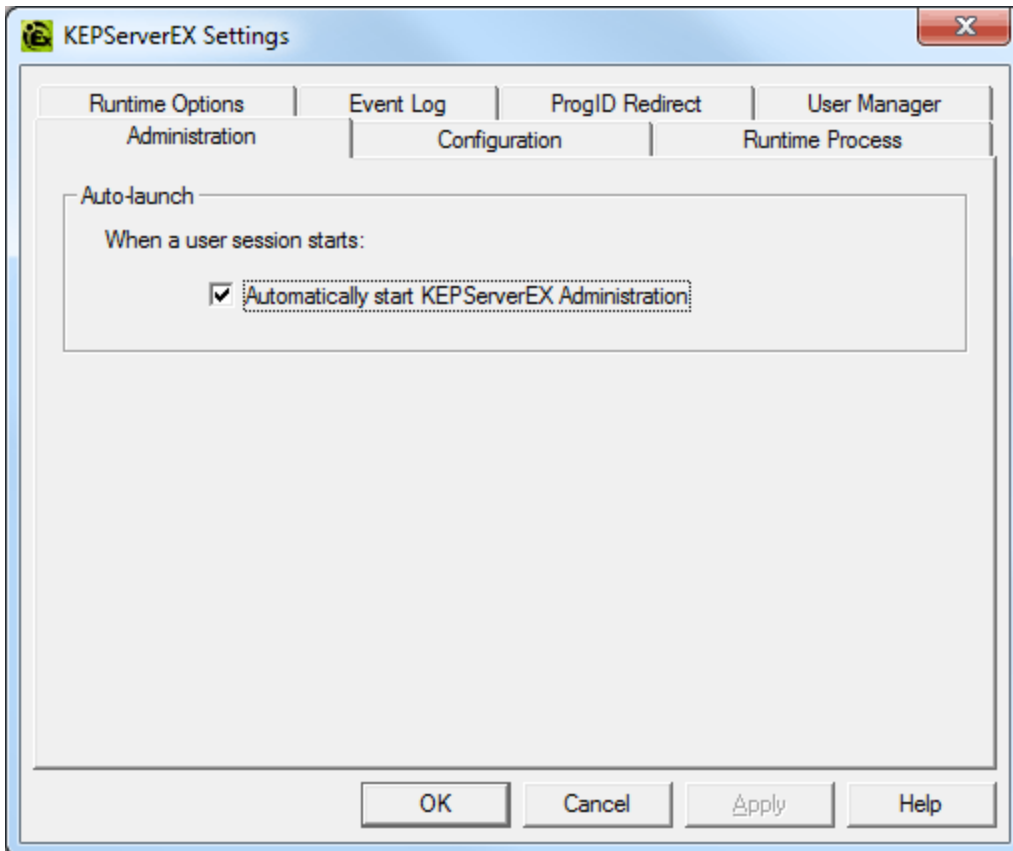 KEPServerEX Settings
Runtime Options Event Log ProgID Redirect User Manager
Administration Configuration Runtime Process
Auto-launch
When a user session starts:
Automatically start KEPServerEX Administration
OK Cancel Apply Help